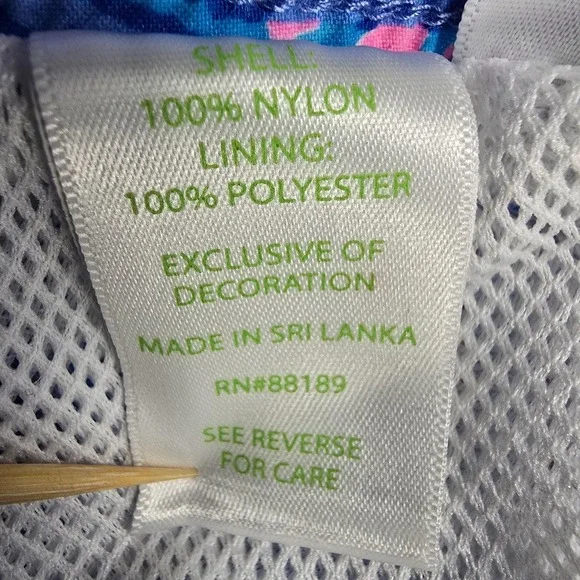 SHELL:
100% NYLON
LINING:
100% POLYESTER
EXCLUSIVE OF
DECORATION
MADE IN SRI LANKA
RN#88189
SEE REVERSE
FOR CARE